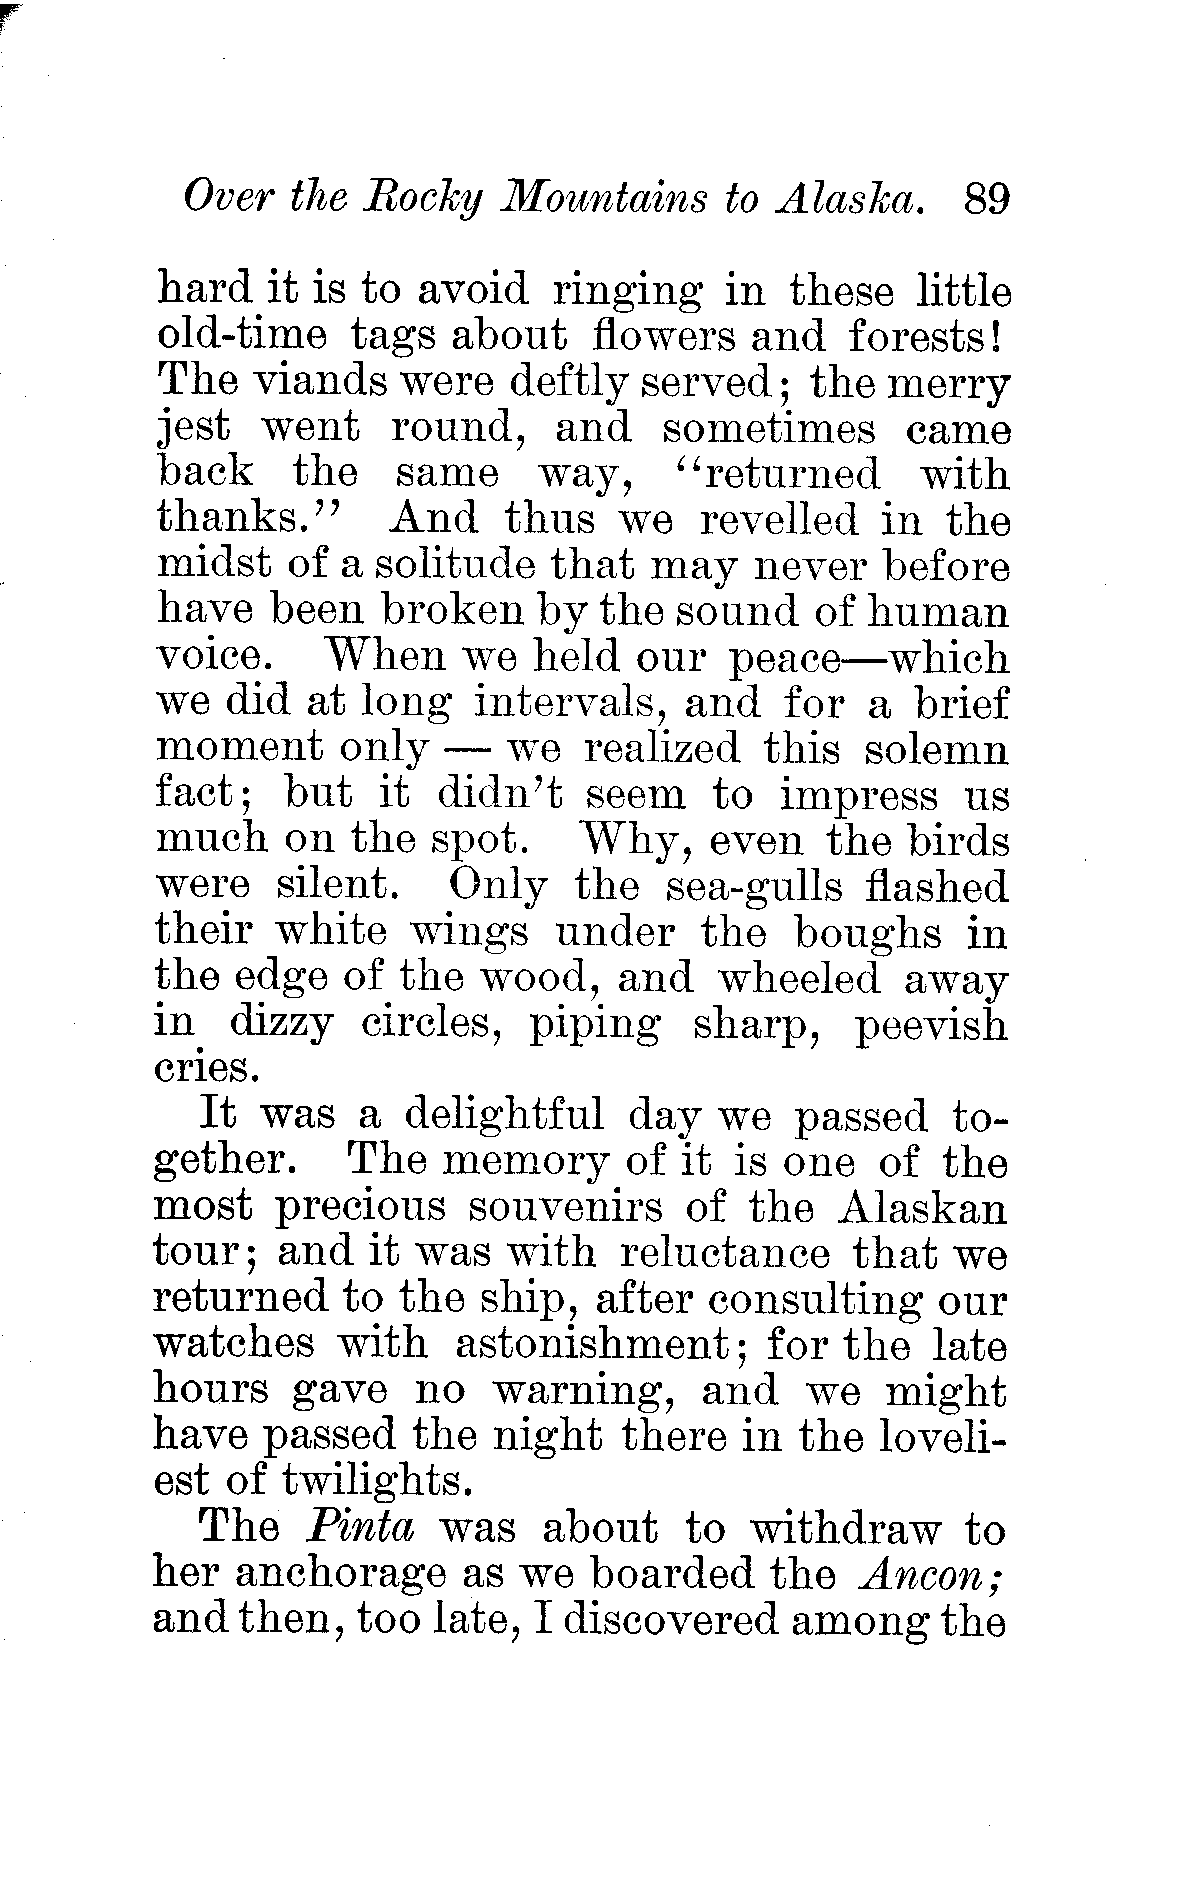 Over the Rocky Mountains to Alaska. 89
hard it is to avoid ringing in these little
old-time tags about flowers and forests!
The viands were deftly served; the merry
jest went round, and sometimes came
back the same way, “returned with
thanks.” And thus we revelled in the
midst of a solitude that may never before
have been broken by the sound of human
voice. When we held our peace—which
we did at long intervals, and for a brief
moment only — we realized this solemn
fact; but it didn't seem to impress us
much on the spot. Why, even the birds
were silent. Only the sea-gulls flashed
their white wings under the boughs in
the edge of the wood, and wheeled away
in dizzy circles, piping sharp, peevish
cries.
It was a delightful day we passed to-
gether. The memory of it is one of the
most precious souvenirs of the Alaskan
tour; and it was with reluctance that we
returned to the ship, after consulting our
watches with astonishment; for the late
hours gave no warning, and we might
have passed the night there in the loveli-
est of twilights.
The Pinta was about to withdraw to
her anchorage as we boarded the Ancon;
and then, too late, I discovered among the